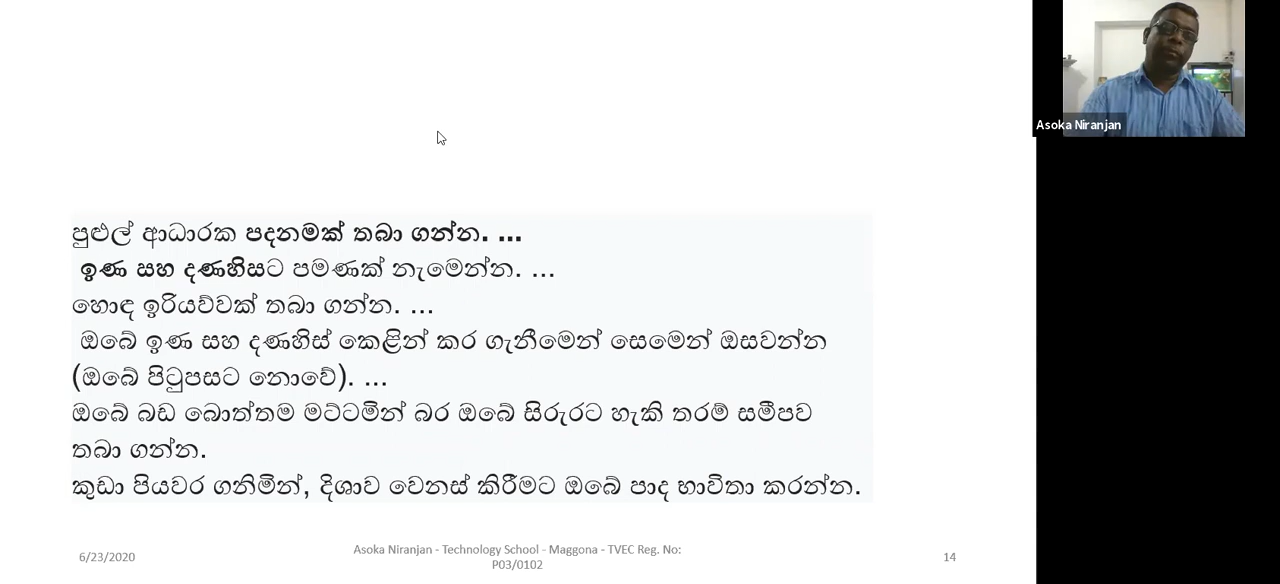 පුළුල් ආධාරක පදනමක් තබා ගන්න. ...
ඉණ සහ දණහිසට පමණක් නැමෙන්න. ...
හොඳ ඉරියව්වක් තබා ගන්න. ...
ඔබේ ඉණ සහ දණහිස් කෙළින් කර ගැනීමෙන් සෙමෙන් ඔසවන්න
(ඔබේ පිටුපසට නොවේ). ...
ඔබේ බඩ බොත්තම මට්ටමින් බර ඔබේ සිරුරට හැකි තරම් සමීපව
තබා ගන්න.
කුඩා පියවර ගනිමින්, දිශාව වෙනස් කිරීමට ඔබේ පාද භාවිතා කරන්න.
6/23/2020
Asoka Niranjan - Technology School - Maggona - TVEC Reg. No:
P03/0102
14
Asoka Niranjan